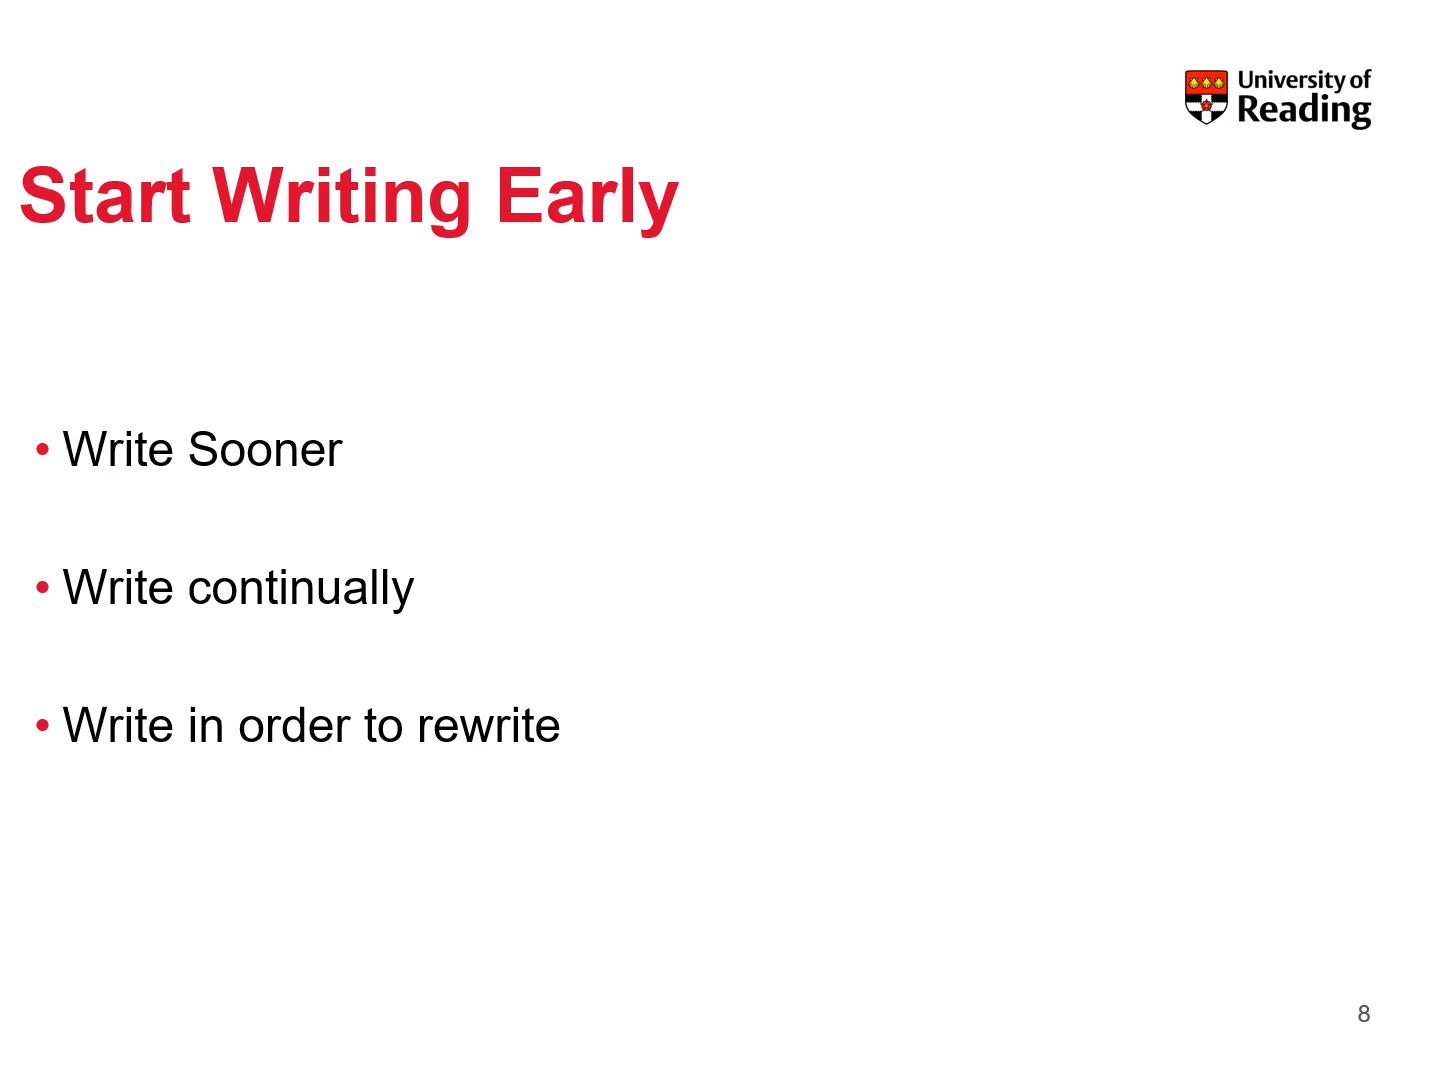 University of
Reading
Start Writing Early
• Write Sooner
• Write continually
• Write in order to rewrite
8